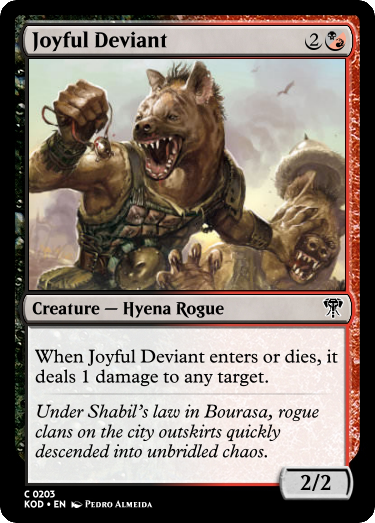 Joyful Deviant 2
Creature — Hyena Rogue
When Joyful Deviant enters or dies, it
deals 1 damage to any target.
Under Shabil's law in Bourasa, rogue
clans on the city outskirts quickly
descended into unbridled chaos.
2/2
C 0203
KOD • EN Pedro Almeida